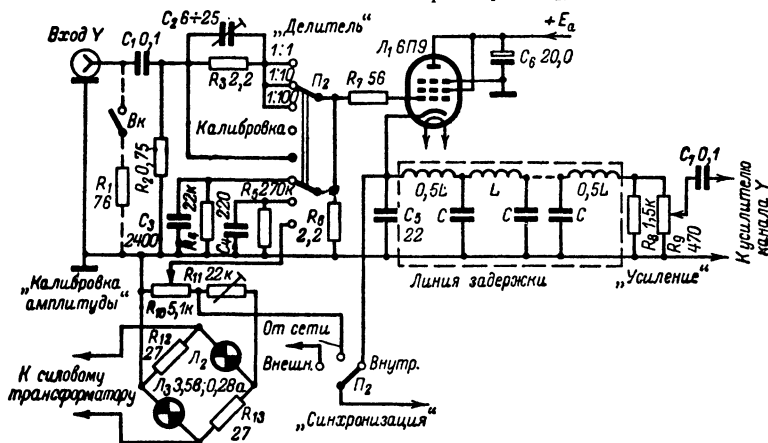 Вход Y
C₁ 0,1
C₂ 6÷25
„Делитель“
1:1
1:10
1:100
R₃ 2,2
П₂
R₇ 56
Л₁ 6П9
+ Eₐ
C₆ 20,0
Вк
R₁
76
R₂ 0,75
Калибровка
C₃
2400
22к
R₄
220
C₄
R₅ 270к
R₆
2,2
C₅
22
0,5L
L
0,5L
C
C
C
Линия задержки
R₈ 1,5к
R₉
470
C₇ 0,1
К усилителю
канала Y
„Усиление“
„Калибровка
амплитуды“
R₁₁ 22к
R₁₀ 5,1к
R₁₂
27
Л₂
Л₃ 3,5в; 0,28а
R₁₃
27
К силовому
трансформатору
От сети
Внешн.
Внутр.
П₂
„Синхронизация“